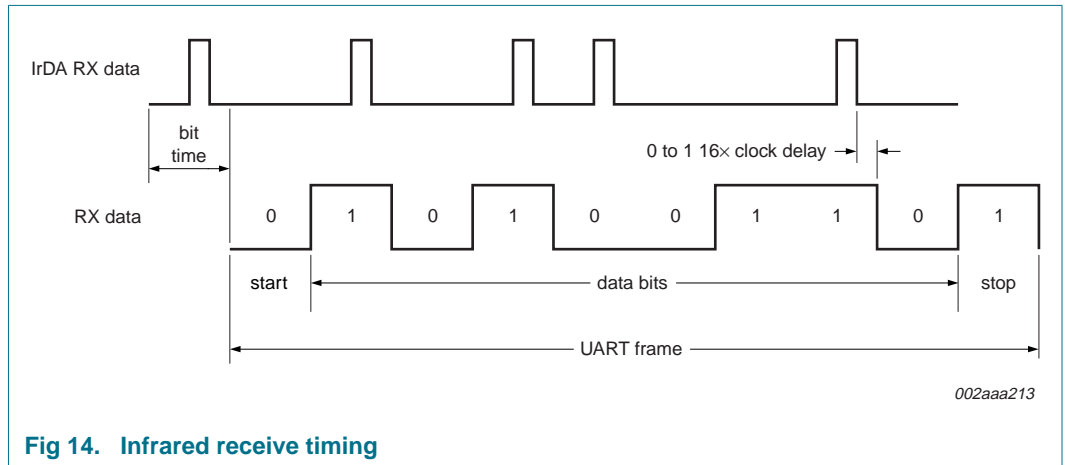 IrDA RX data
bit
time
0 to 1 16× clock delay
RX data
0 1 0 1 0 0 1 1 0 1
start
data bits
stop
UART frame
002aaa213
Fig 14. Infrared receive timing